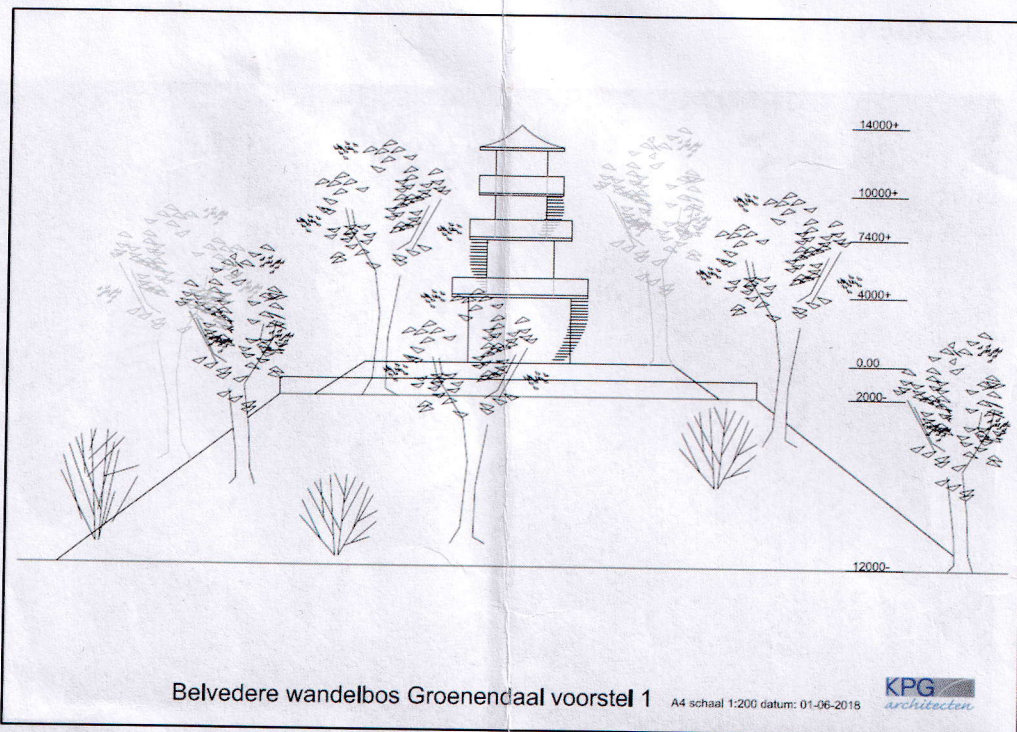 14000+
10000+
7400+
4000+
0.00
2000-
12000-
Belvedere wandelbos Groenendaal voorstel 1
A4 schaal 1:200 datum: 01-06-2018
KPG
architecten